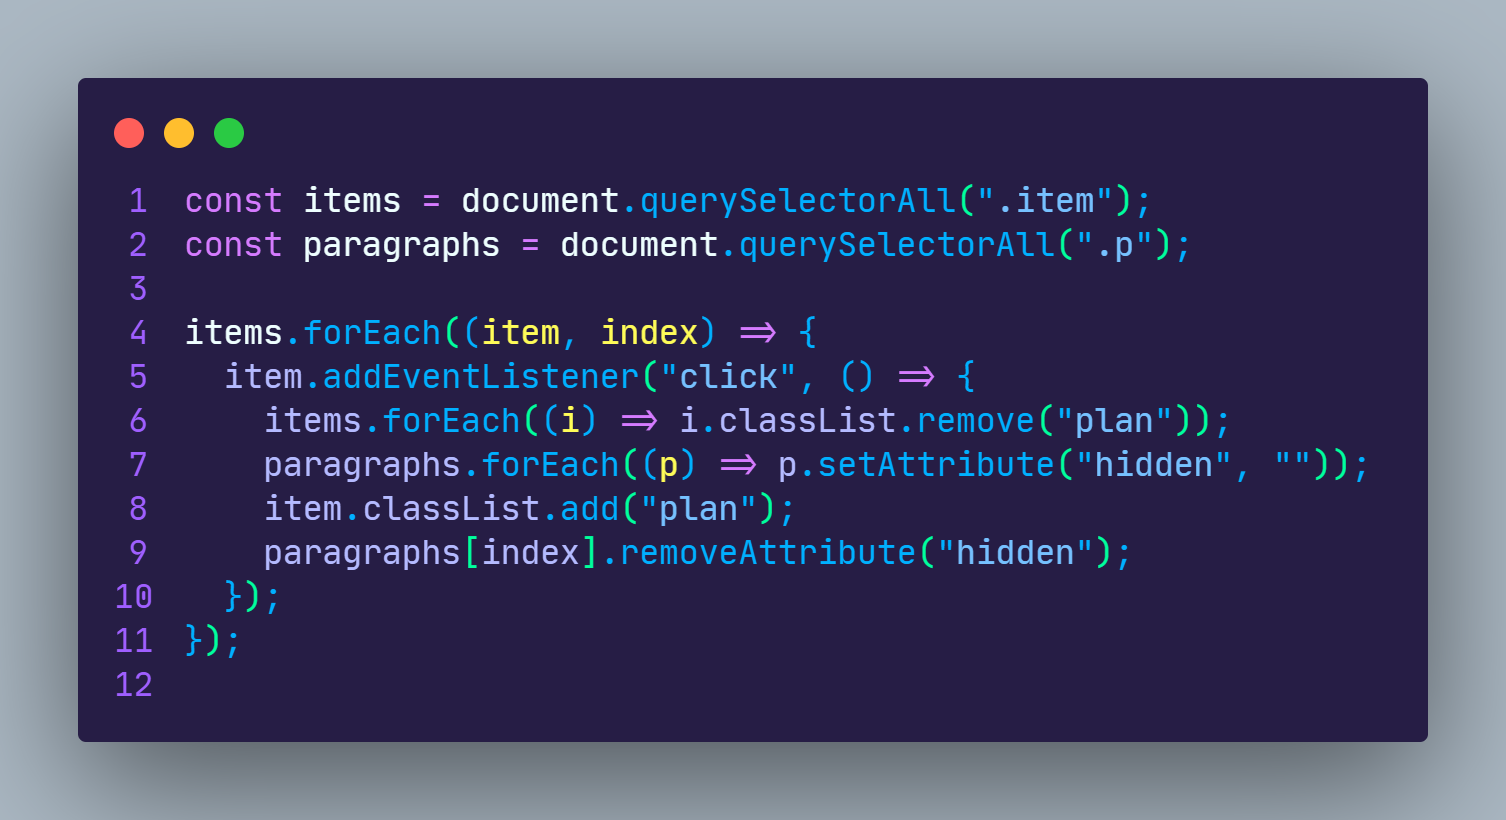 1 const items = document.querySelectorAll(".item");
2 const paragraphs = document.querySelectorAll(".p");
3
4 items.forEach((item, index) => {
5   item.addEventListener("click", () => {
6     items.forEach((i) => i.classList.remove("plan"));
7     paragraphs.forEach((p) => p.setAttribute("hidden", ""));
8     item.classList.add("plan");
9     paragraphs[index].removeAttribute("hidden");
10   });
11 });
12